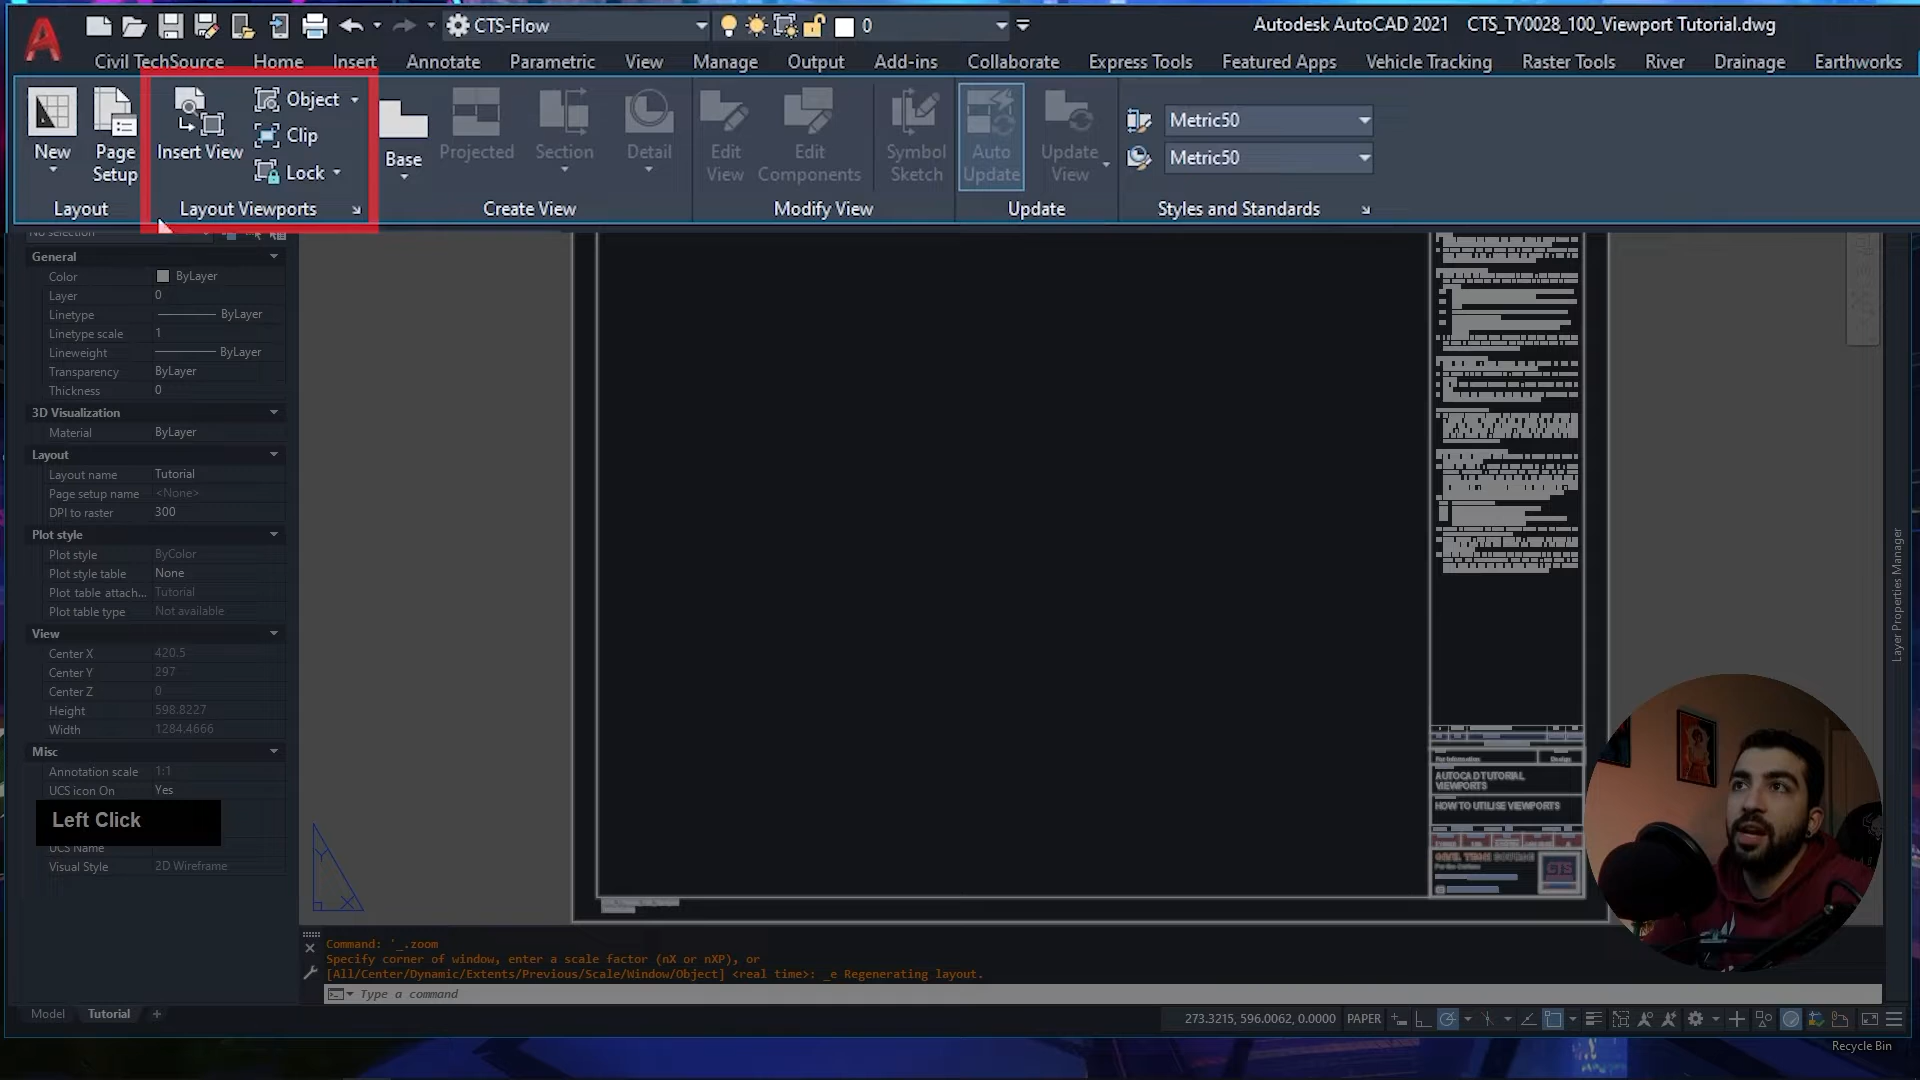 CTS-Flow
0
Autodesk AutoCAD 2021 CTS_TY0028_100_Viewport Tutorial.dwg
Civil TechSource Home Insert Annotate Parametric View Manage Output Add-ins Collaborate Express Tools Featured Apps Vehicle Tracking Raster Tools River Drainage Earthworks
New
Page Setup
Insert View
Object
Clip
Lock
Base
Projected
Section
Detail
Edit View
Edit Components
Symbol Sketch
Auto Update
Update View
Metric50
Metric50
Layout
Layout Viewports
Create View
Modify View
Update
Styles and Standards
No selection
General
Color ByLayer
Layer 0
Linetype ByLayer
Linetype scale 1
Lineweight ByLayer
Transparency ByLayer
Thickness 0
3D Visualization
Material ByLayer
Layout
Layout name Tutorial
Page setup name <None>
DPI to raster 300
Plot style
Plot style ByColor
Plot style table None
Plot table attach... Tutorial
Plot table type Not available
View
Center X 420.5
Center Y 297
Center Z 0
Height 598.8227
Width 1284.4666
Misc
Annotation scale 1:1
UCS icon On Yes
Left Click
UCS Name
Visual Style 2D Wireframe
Y
X
For Information
Design
AUTOCAD TUTORIAL
VIEWPORTS
HOW TO UTILISE VIEWPORTS
CIVIL TECH SOURCE
CTS
Layer Properties Manager
Command: '_.zoom
Specify corner of window, enter a scale factor (nX or nXP), or
[All/Center/Dynamic/Extents/Previous/Scale/Window/Object] <real time>: _e Regenerating layout.
Type a command
Model Tutorial +
273.3215, 596.0062, 0.0000 PAPER
Recycle Bin